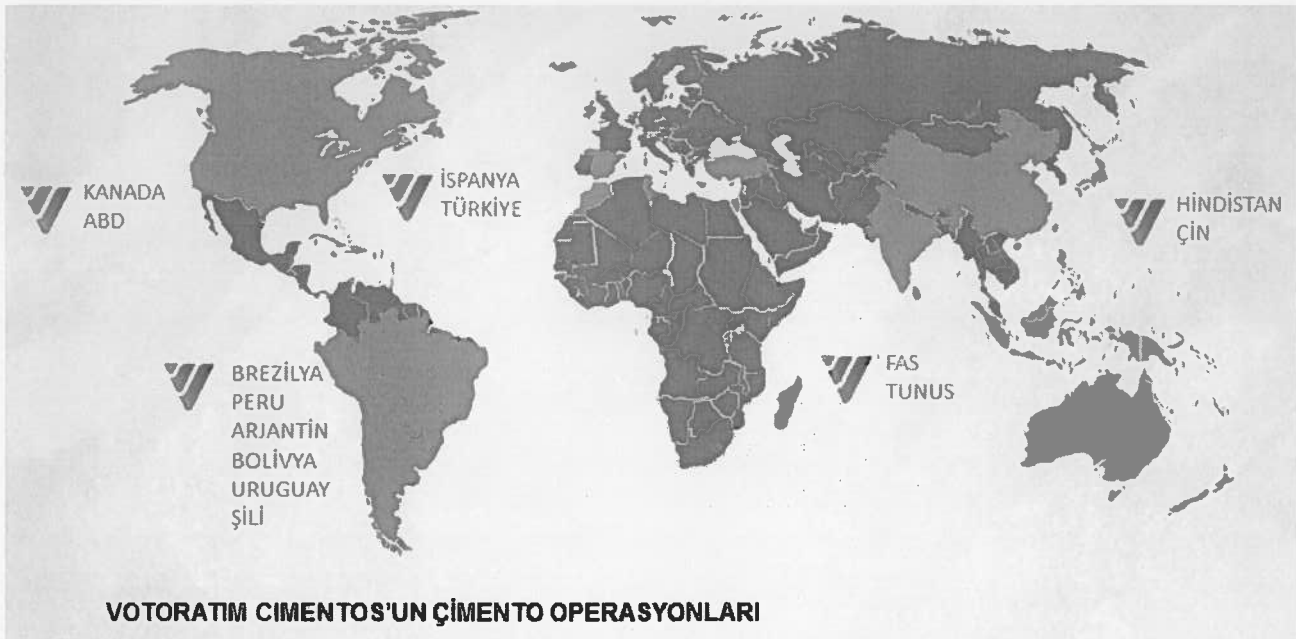 KANADA
ABD
İSPANYA
TÜRKİYE
HİNDİSTAN
ÇİN
BREZİLYA
PERU
ARJANTİN
BOLİVYA
URUGUAY
ŞİLİ
FAS
TUNUS
VOTORATIM CIMENTOS'UN ÇİMENTO OPERASYONLARI